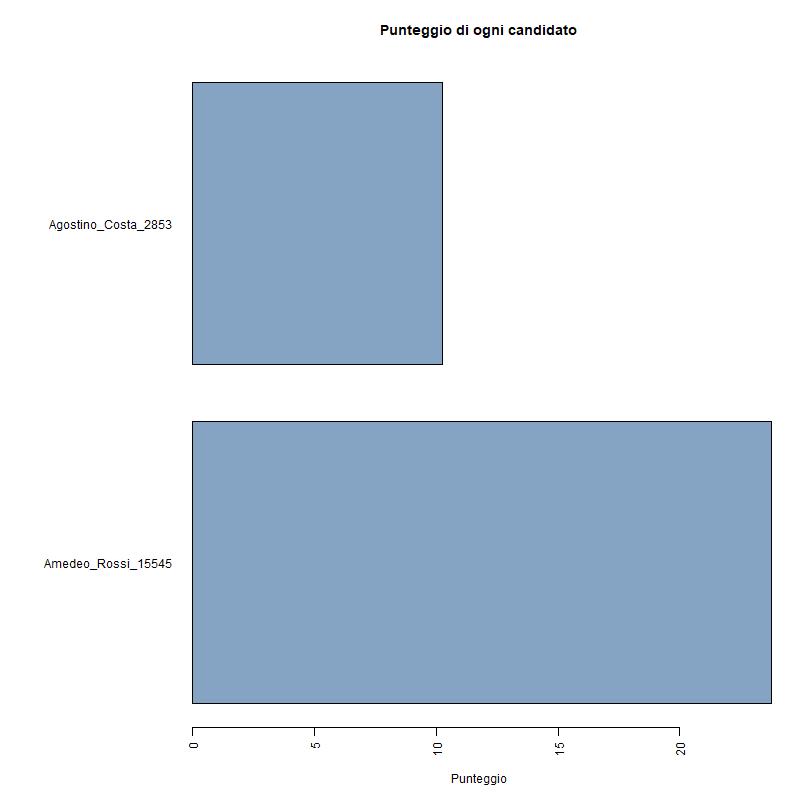 Punteggio di ogni candidato
Agostino_Costa_2853
Amedeo_Rossi_15545
0
5
10
15
20
Punteggio